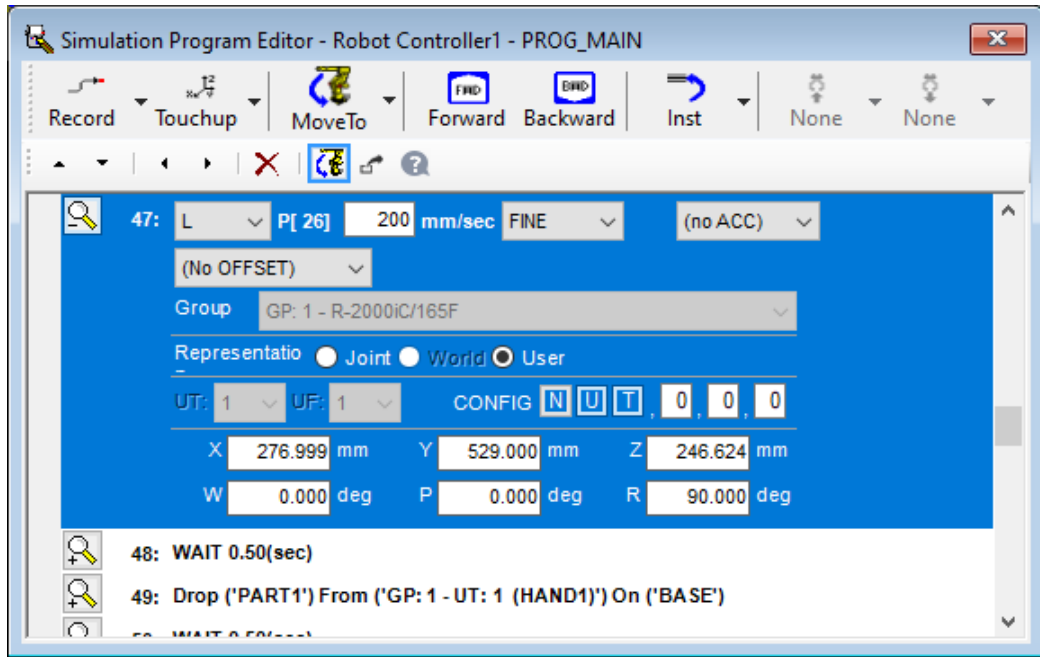 Simulation Program Editor - Robot Controller1 - PROG_MAIN
Record Touchup MoveTo FWD Forward BWD Backward Inst None None
47: L P[ 26] 200 mm/sec FINE (no ACC)
(No OFFSET)
Group GP: 1 - R-2000iC/165F
Representatio Joint World User
UT: 1 UF: 1 CONFIG N U T , 0 , 0 , 0
X 276.999 mm Y 529.000 mm Z 246.624 mm
W 0.000 deg P 0.000 deg R 90.000 deg
48: WAIT 0.50(sec)
49: Drop ('PART1') From ('GP: 1 - UT: 1 (HAND1)') On ('BASE')